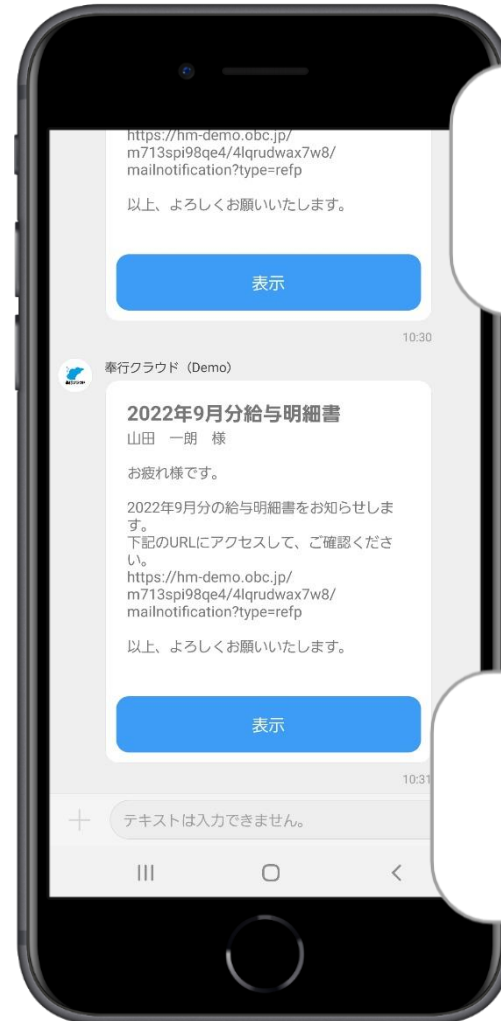 https://hm-demo.obc.jp/
m713spi98qe4/4lqrudwax7w8/
mailnotification?type=refp
以上、よろしくお願いいたします。
表示
10:30
奉行クラウド（Demo）
2022年9月分給与明細書
山田　一朗　様
お疲れ様です。
2022年9月分の給与明細書をお知らせしま
す。
下記のURLにアクセスして、ご確認くださ
い。
https://hm-demo.obc.jp/
m713spi98qe4/4lqrudwax7w8/
mailnotification?type=refp
以上、よろしくお願いいたします。
表示
10:31
テキストは入力できません。